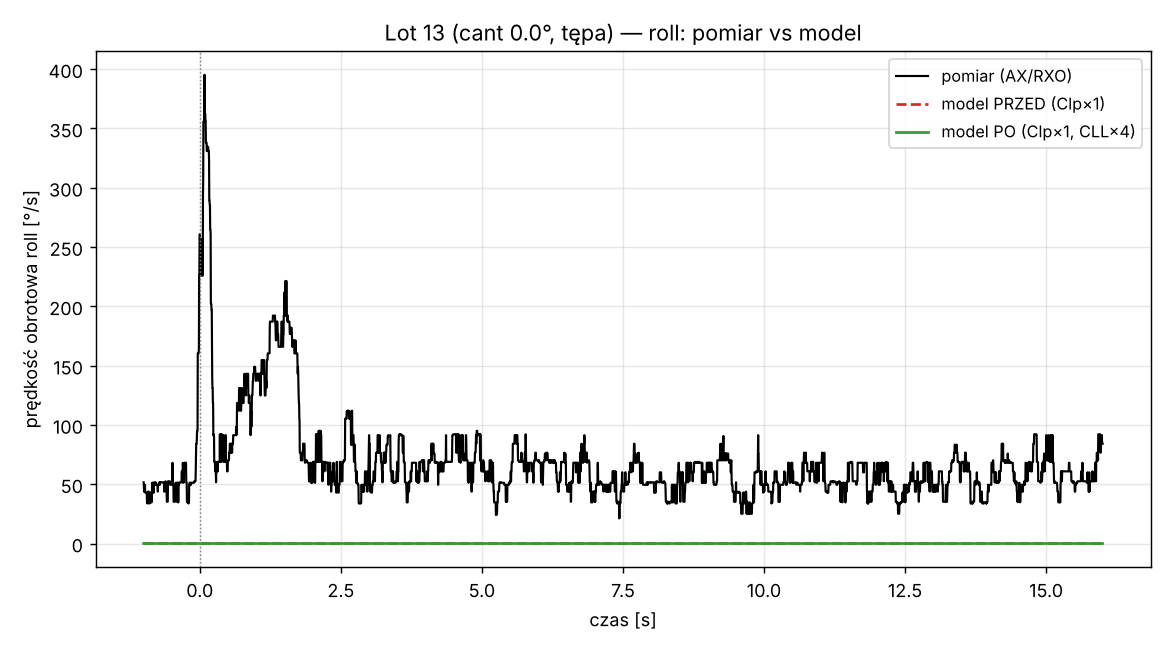 Lot 13 (cant 0.0°, tępa) — roll: pomiar vs model
pomiar (AX/RXO)
model PRZED (Clp×1)
model PO (Clp×1, CLL×4)
prędkość obrotowa roll [°/s]
400
350
300
250
200
150
100
50
0
0.0
2.5
5.0
7.5
10.0
12.5
15.0
czas [s]